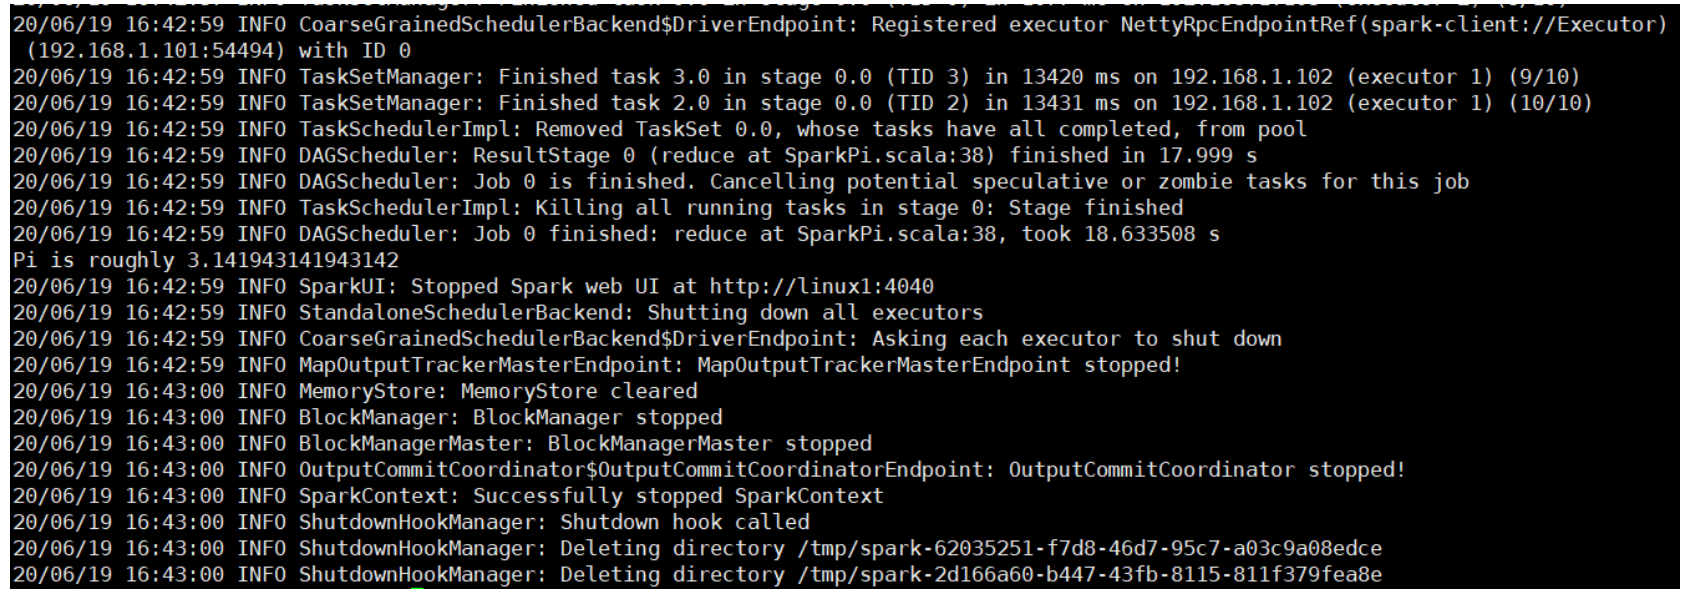 20/06/19 16:42:59 INFO CoarseGrainedSchedulerBackend$DriverEndpoint: Registered executor NettyRpcEndpointRef(spark-client://Executor)
(192.168.1.101:54494) with ID 0
20/06/19 16:42:59 INFO TaskSetManager: Finished task 3.0 in stage 0.0 (TID 3) in 13420 ms on 192.168.1.102 (executor 1) (9/10)
20/06/19 16:42:59 INFO TaskSetManager: Finished task 2.0 in stage 0.0 (TID 2) in 13431 ms on 192.168.1.102 (executor 1) (10/10)
20/06/19 16:42:59 INFO TaskSchedulerImpl: Removed TaskSet 0.0, whose tasks have all completed, from pool
20/06/19 16:42:59 INFO DAGScheduler: ResultStage 0 (reduce at SparkPi.scala:38) finished in 17.999 s
20/06/19 16:42:59 INFO DAGScheduler: Job 0 is finished. Cancelling potential speculative or zombie tasks for this job
20/06/19 16:42:59 INFO TaskSchedulerImpl: Killing all running tasks in stage 0: Stage finished
20/06/19 16:42:59 INFO DAGScheduler: Job 0 finished: reduce at SparkPi.scala:38, took 18.633508 s
Pi is roughly 3.141943141943142
20/06/19 16:42:59 INFO SparkUI: Stopped Spark web UI at http://linux1:4040
20/06/19 16:42:59 INFO StandaloneSchedulerBackend: Shutting down all executors
20/06/19 16:42:59 INFO CoarseGrainedSchedulerBackend$DriverEndpoint: Asking each executor to shut down
20/06/19 16:42:59 INFO MapOutputTrackerMasterEndpoint: MapOutputTrackerMasterEndpoint stopped!
20/06/19 16:43:00 INFO MemoryStore: MemoryStore cleared
20/06/19 16:43:00 INFO BlockManager: BlockManager stopped
20/06/19 16:43:00 INFO BlockManagerMaster: BlockManagerMaster stopped
20/06/19 16:43:00 INFO OutputCommitCoordinator$OutputCommitCoordinatorEndpoint: OutputCommitCoordinator stopped!
20/06/19 16:43:00 INFO SparkContext: Successfully stopped SparkContext
20/06/19 16:43:00 INFO ShutdownHookManager: Shutdown hook called
20/06/19 16:43:00 INFO ShutdownHookManager: Deleting directory /tmp/spark-62035251-f7d8-46d7-95c7-a03c9a08edce
20/06/19 16:43:00 INFO ShutdownHookManager: Deleting directory /tmp/spark-2d166a60-b447-43fb-8115-811f379fea8e